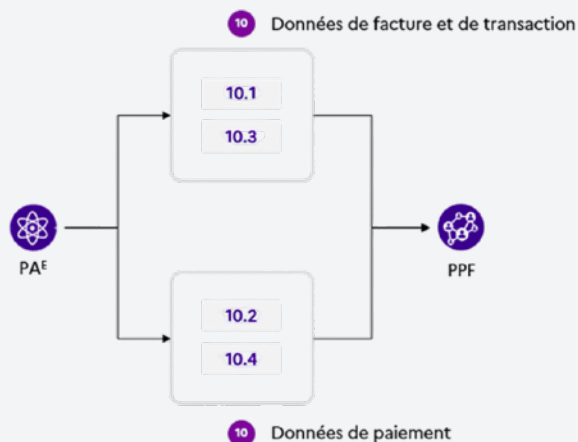 10 Données de facture et de transaction
10.1
10.3
PAᴱ
PPF
10.2
10.4
10 Données de paiement